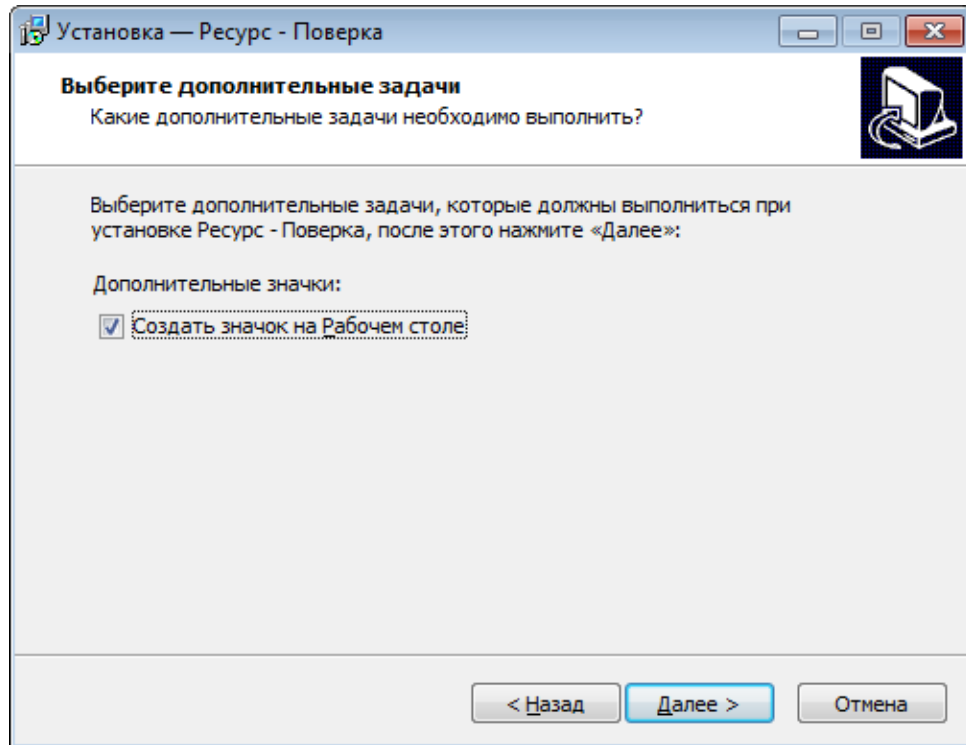 Установка — Ресурс - Поверка
Выберите дополнительные задачи
Какие дополнительные задачи необходимо выполнить?
Выберите дополнительные задачи, которые должны выполниться при
установке Ресурс - Поверка, после этого нажмите «Далее»:
Дополнительные значки:
Создать значок на Рабочем столе
< Назад
Далее >
Отмена